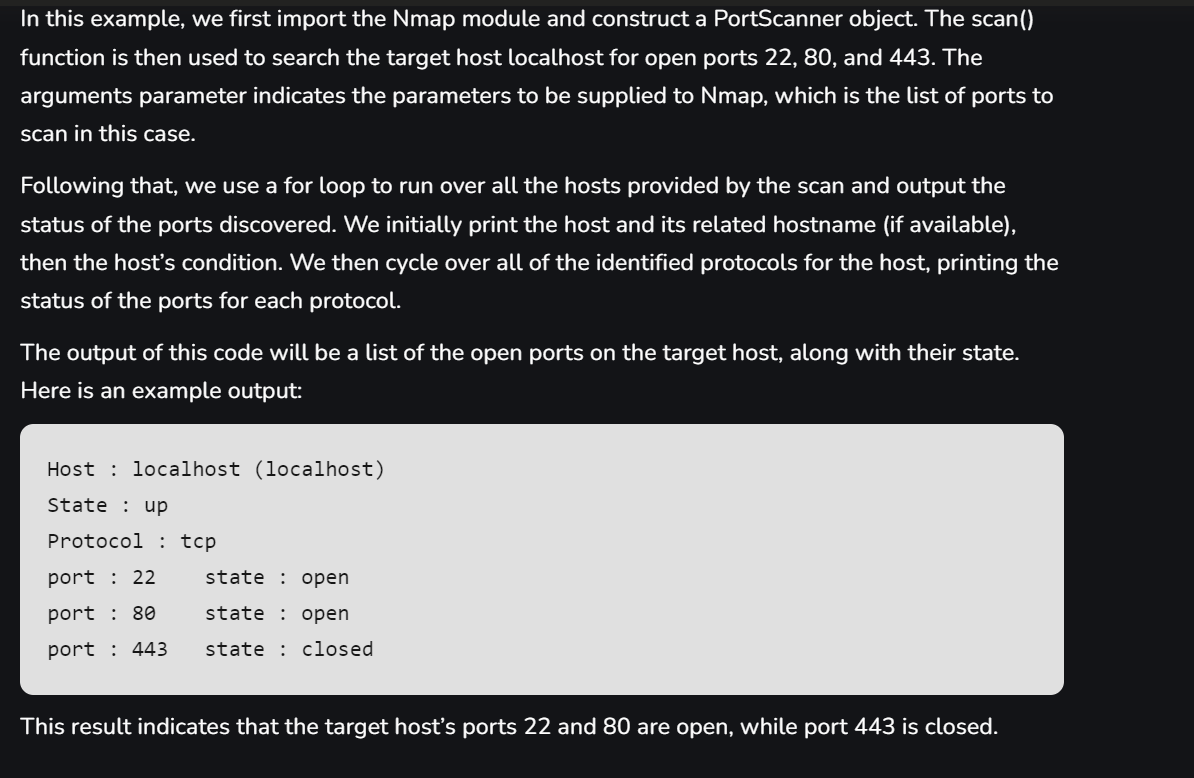 In this example, we first import the Nmap module and construct a PortScanner object. The scan()
function is then used to search the target host localhost for open ports 22, 80, and 443. The
arguments parameter indicates the parameters to be supplied to Nmap, which is the list of ports to
scan in this case.
Following that, we use a for loop to run over all the hosts provided by the scan and output the
status of the ports discovered. We initially print the host and its related hostname (if available),
then the host’s condition. We then cycle over all of the identified protocols for the host, printing the
status of the ports for each protocol.
The output of this code will be a list of the open ports on the target host, along with their state.
Here is an example output:
Host : localhost (localhost)
State : up
Protocol : tcp
port : 22    state : open
port : 80    state : open
port : 443   state : closed
This result indicates that the target host’s ports 22 and 80 are open, while port 443 is closed.